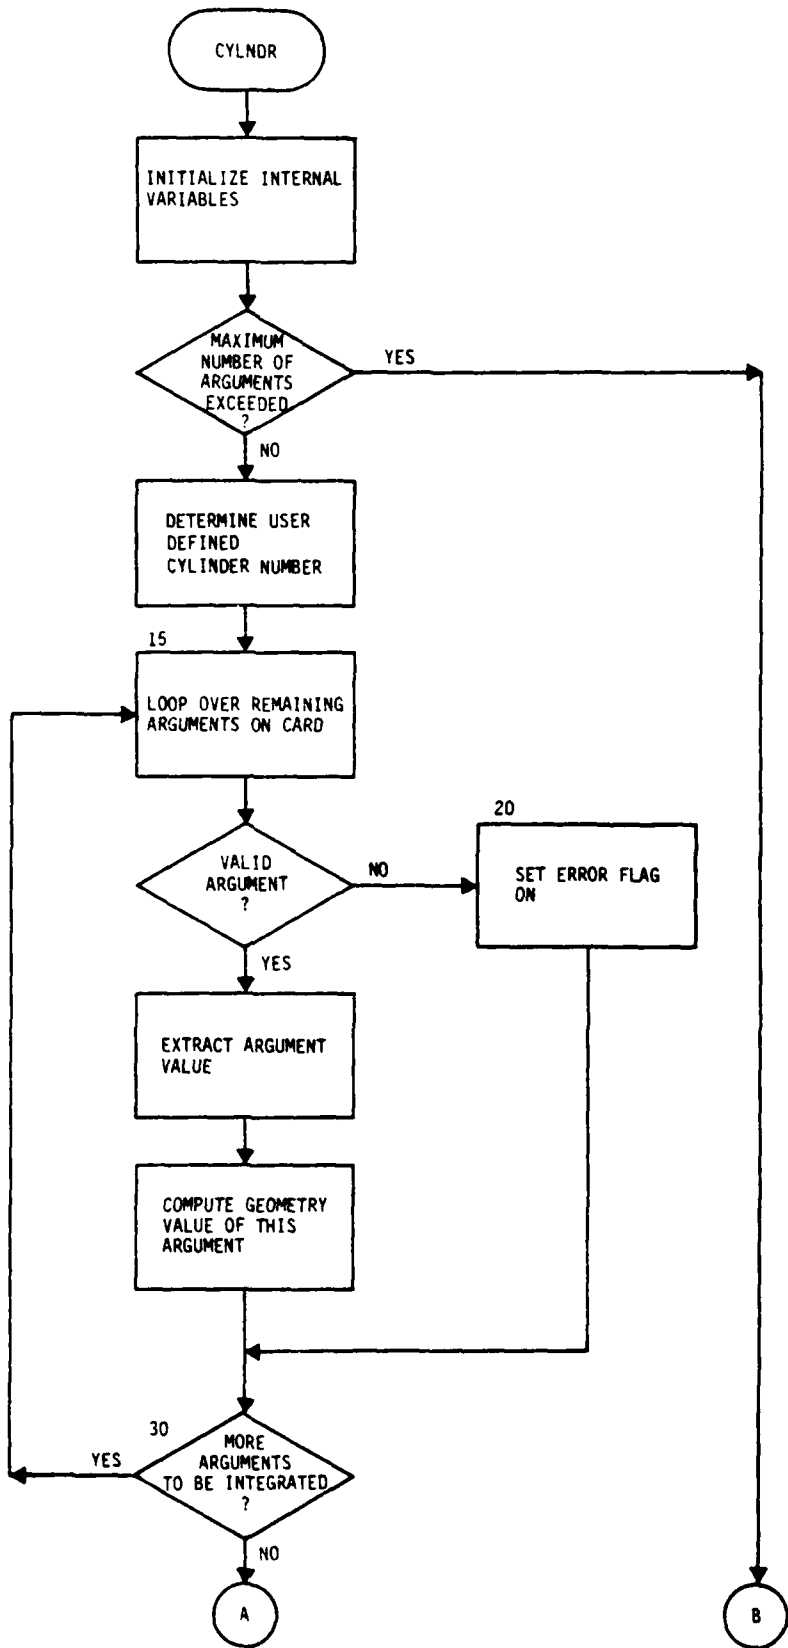 CYLNDR
INITIALIZE INTERNAL
VARIABLES
MAXIMUM
NUMBER OF
ARGUMENTS
EXCEEDED
?
YES
NO
DETERMINE USER
DEFINED
CYLINDER NUMBER
15
LOOP OVER REMAINING
ARGUMENTS ON CARD
20
VALID
ARGUMENT
?
NO
SET ERROR FLAG
ON
YES
EXTRACT ARGUMENT
VALUE
COMPUTE GEOMETRY
VALUE OF THIS
ARGUMENT
30
MORE
ARGUMENTS
TO BE INTEGRATED
?
YES
NO
A
B